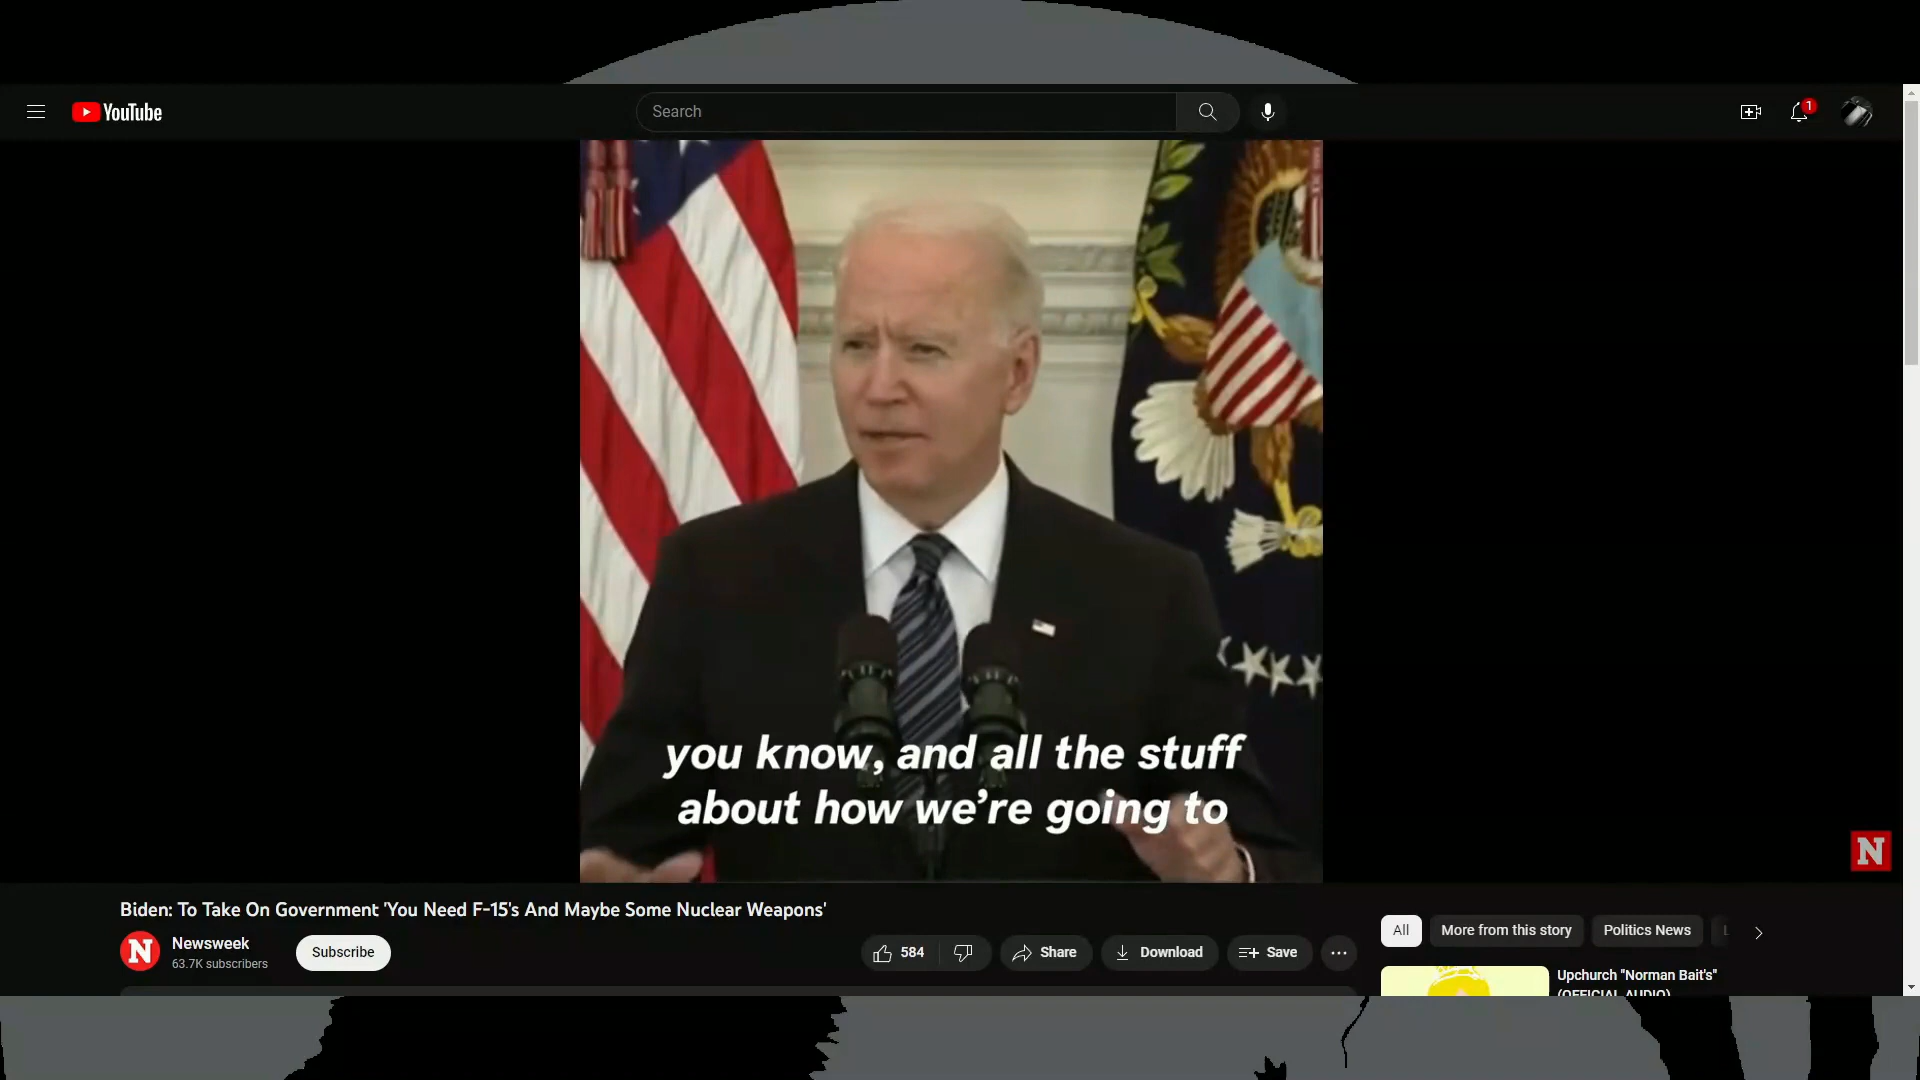 YouTube
Search
1
you know, and all the stuff
about how we're going to
N
Biden: To Take On Government 'You Need F-15's And Maybe Some Nuclear Weapons'
N
Newsweek
63.7K subscribers
Subscribe
584
Share
Download
Save
All
More from this story
Politics News
Upchurch "Norman Bait's"
(OFFICIAL AUDIO)